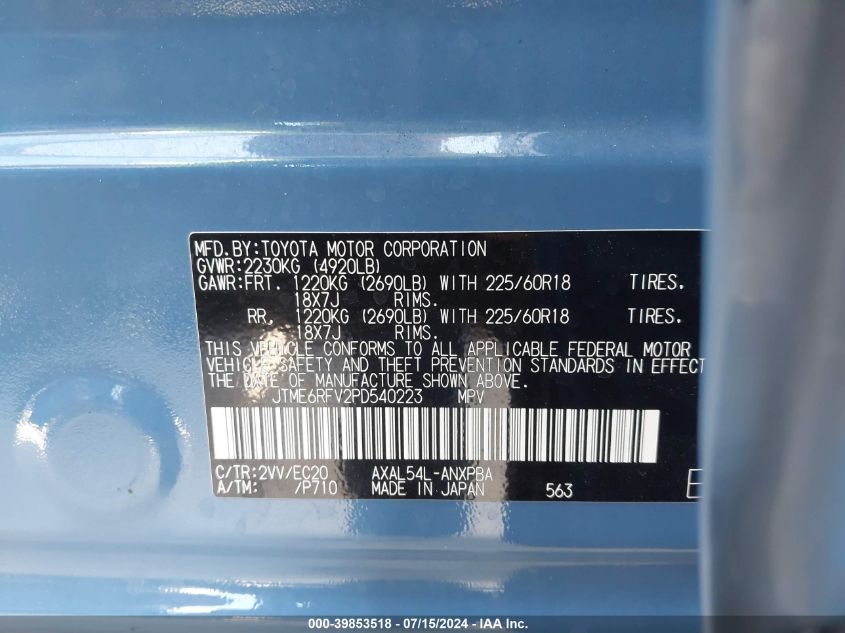 MFD. BY:TOYOTA MOTOR CORPORATION
GVWR:2230KG (4920LB)
GAWR:FRT. 1220KG (2690LB) WITH 225/60R18 TIRES.
18X7J RIMS.
RR. 1220KG (2690LB) WITH 225/60R18 TIRES.
18X7J RIMS.
THIS VEHICLE CONFORMS TO ALL APPLICABLE FEDERAL MOTOR
VEHICLE SAFETY AND THEFT PREVENTION STANDARDS IN EFFECT
THE DATE OF MANUFACTURE SHOWN ABOVE.
JTME6RFV2PD540223 MPV
C/TR:2VV/EC20 AXAL54L-ANXPBA
A/TM: /P710 MADE IN JAPAN 563
000-39853518 - 07/15/2024 - IAA Inc.